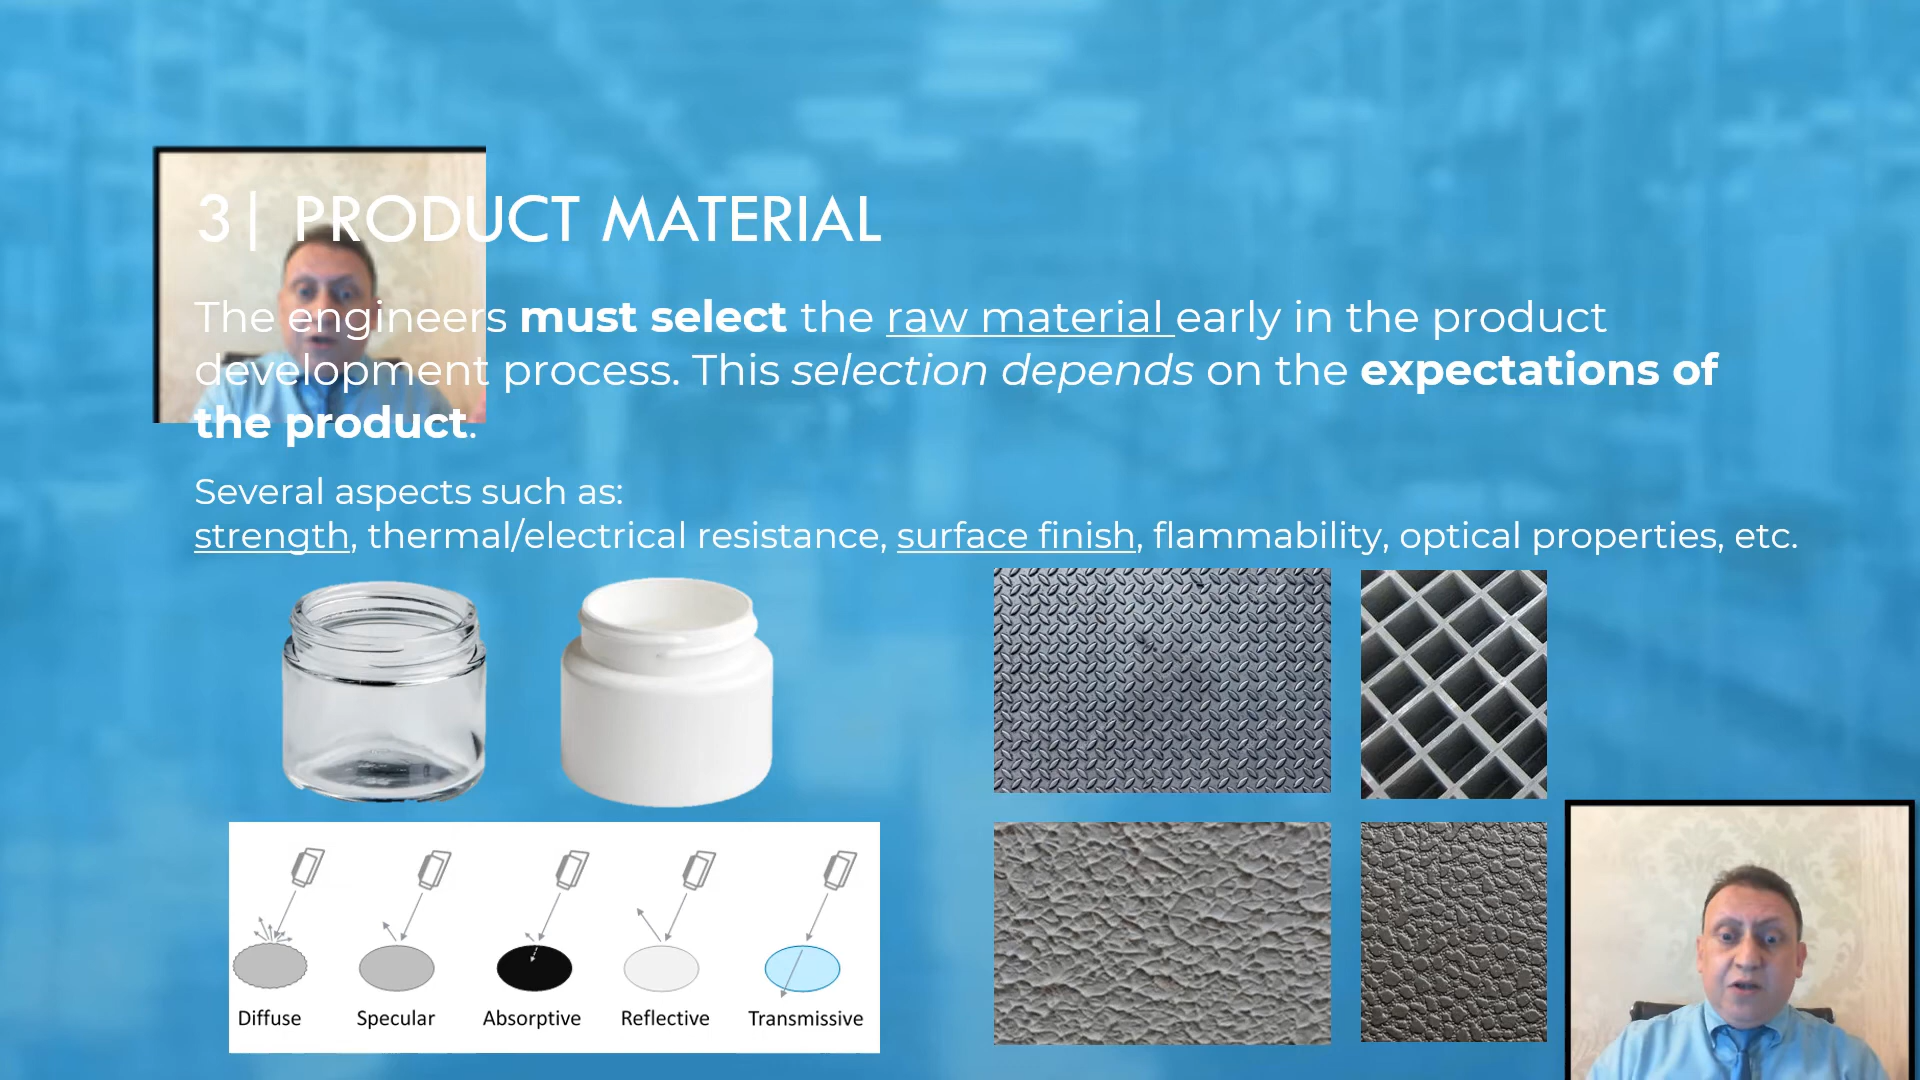 3| PRODUCT MATERIAL
The engineers must select the raw material early in the product
development process. This selection depends on the expectations of
the product.
Several aspects such as:
strength, thermal/electrical resistance, surface finish, flammability, optical properties, etc.
Diffuse Specular Absorptive Reflective Transmissive